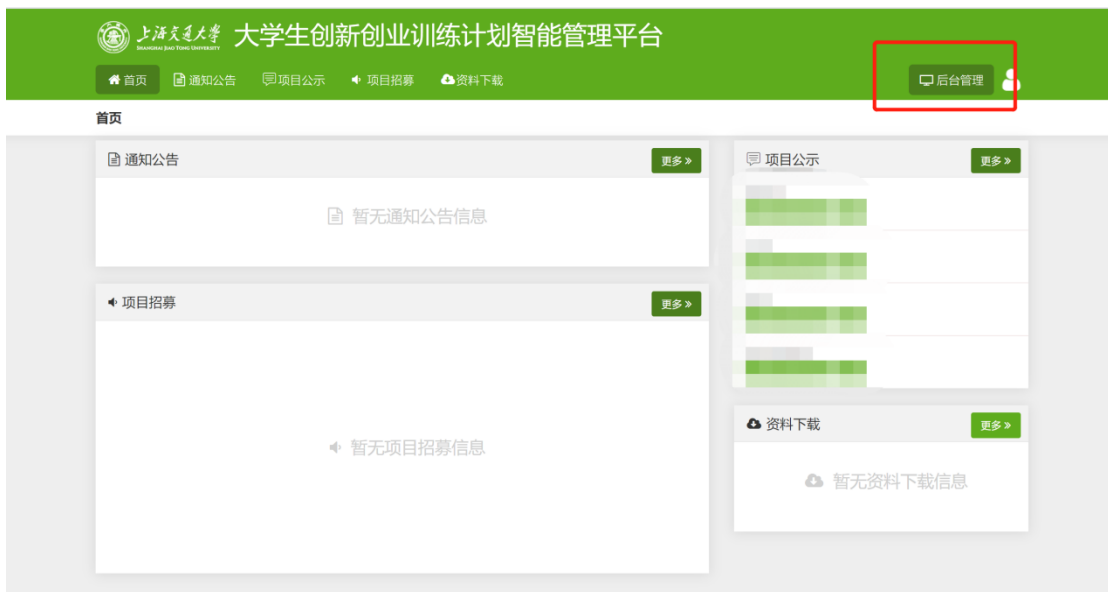 上海交通大学 大学生创新创业训练计划智能管理平台
SHANGHAI JIAO TONG UNIVERSITY
首页 通知公告 项目公示 项目招募 资料下载 后台管理
首页
通知公告 更多»
暂无通知公告信息
项目招募 更多»
暂无项目招募信息
项目公示 更多»
资料下载 更多»
暂无资料下载信息